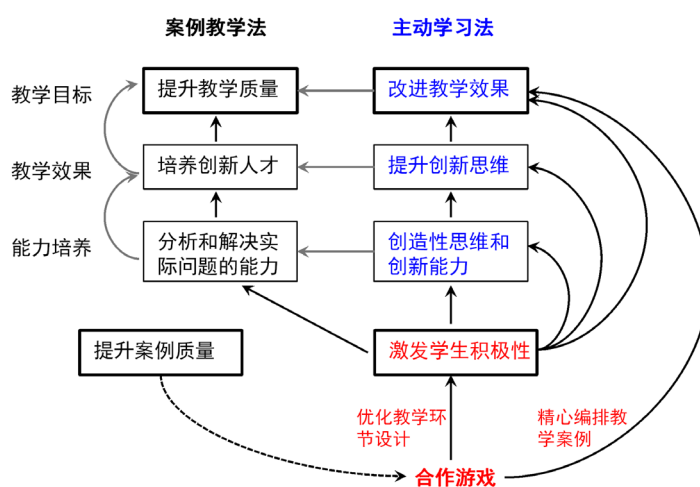 案例教学法
主动学习法
教学目标
提升教学质量
改进教学效果
教学效果
培养创新人才
提升创新思维
能力培养
分析和解决实
际问题的能力
创造性思维和
创新能力
提升案例质量
激发学生积极性
优化教学环
节设计
精心编排教
学案例
合作游戏